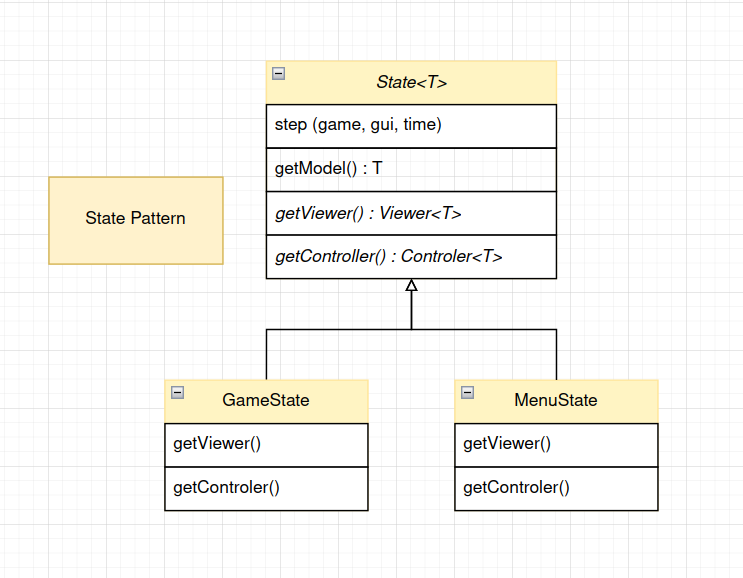 State<T>
step (game, gui, time)
getModel() : T
State Pattern
getViewer() : Viewer<T>
getController() : Controler<T>
GameState
getViewer()
getControler()
MenuState
getViewer()
getControler()